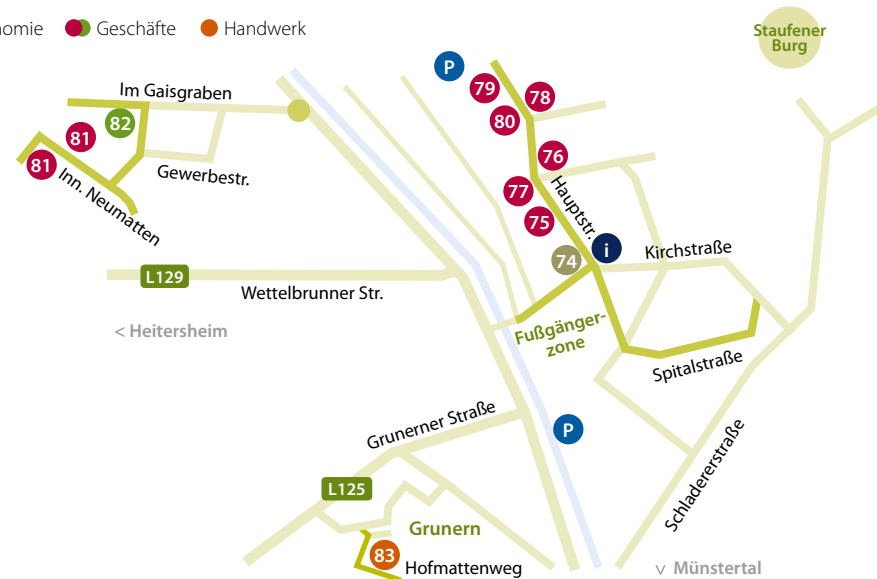 nomie Geschäfte Handwerk
Staufener
Burg
P
79
78
80
Im Gaisgraben
82
81
81
Gewerbestr.
Inn. Neumatten
76
77
Hauptstr.
75
74
i
Kirchstraße
L129
Wettelbrunner Str.
< Heitersheim
Fußgänger-
zone
Spitalstraße
Grunerner Straße
P
Schladererstraße
L125
Grunern
83
Hofmattenweg
v Münstertal